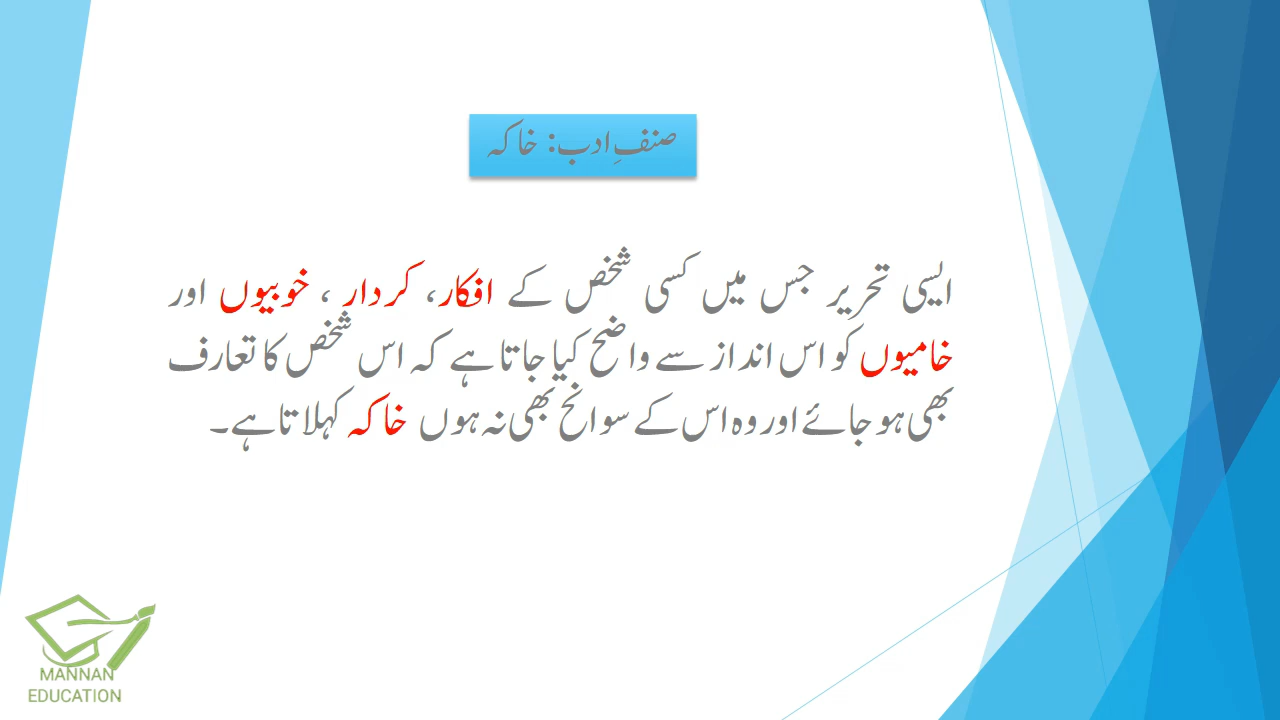 صنفِ ادب: خاکہ
ایسی تحریر جس میں کسی شخص کے افکار، کردار ، خوبیوں اور
خامیوں کو اس انداز سے واضح کیا جاتا ہے کہ اس شخص کا تعارف
بھی ہو جائے اور وہ اس کے سوانح بھی نہ ہوں خاکہ کہلاتا ہے۔
MANNAN
EDUCATION